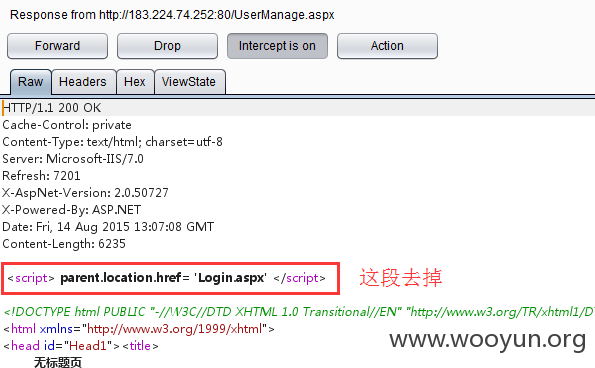 Response from http://183.224.74.252:80/UserManage.aspx
Forward Drop Intercept is on Action
Raw Headers Hex ViewState
HTTP/1.1 200 OK
Cache-Control: private
Content-Type: text/html; charset=utf-8
Server: Microsoft-IIS/7.0
Refresh: 7201
X-AspNet-Version: 2.0.50727
X-Powered-By: ASP.NET
Date: Fri, 14 Aug 2015 13:07:08 GMT
Content-Length: 6235
<script> parent.location.href= 'Login.aspx' </script> 这段去掉
<!DOCTYPE html PUBLIC "-//W3C//DTD XHTML 1.0 Transitional//EN" "http://www.w3.org/TR/xhtml1/D
<html xmlns="http://www.w3.org/1999/xhtml">
<head id="Head1"><title>
无标题页
www.wooyun.org